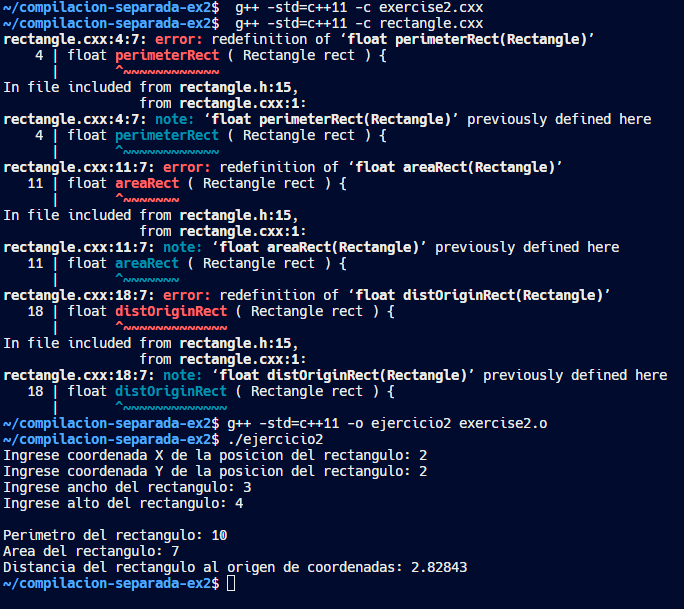 ~/compilacion-separada-ex2$  g++ -std=c++11 -c exercise2.cxx
~/compilacion-separada-ex2$  g++ -std=c++11 -c rectangle.cxx
rectangle.cxx:4:7: error: redefinition of ‘float perimeterRect(Rectangle)’
    4 | float perimeterRect ( Rectangle rect ) {
      |       ^~~~~~~~~~~~~
In file included from rectangle.h:15,
                 from rectangle.cxx:1:
rectangle.cxx:4:7: note: ‘float perimeterRect(Rectangle)’ previously defined here
    4 | float perimeterRect ( Rectangle rect ) {
      |       ^~~~~~~~~~~~~
rectangle.cxx:11:7: error: redefinition of ‘float areaRect(Rectangle)’
   11 | float areaRect ( Rectangle rect ) {
      |       ^~~~~~~~
In file included from rectangle.h:15,
                 from rectangle.cxx:1:
rectangle.cxx:11:7: note: ‘float areaRect(Rectangle)’ previously defined here
   11 | float areaRect ( Rectangle rect ) {
      |       ^~~~~~~~
rectangle.cxx:18:7: error: redefinition of ‘float distOriginRect(Rectangle)’
   18 | float distOriginRect ( Rectangle rect ) {
      |       ^~~~~~~~~~~~~~
In file included from rectangle.h:15,
                 from rectangle.cxx:1:
rectangle.cxx:18:7: note: ‘float distOriginRect(Rectangle)’ previously defined here
   18 | float distOriginRect ( Rectangle rect ) {
      |       ^~~~~~~~~~~~~~
~/compilacion-separada-ex2$ g++ -std=c++11 -o ejercicio2 exercise2.o
~/compilacion-separada-ex2$ ./ejercicio2
Ingrese coordenada X de la posicion del rectangulo: 2
Ingrese coordenada Y de la posicion del rectangulo: 2
Ingrese ancho del rectangulo: 3
Ingrese alto del rectangulo: 4

Perimetro del rectangulo: 10
Area del rectangulo: 7
Distancia del rectangulo al origen de coordenadas: 2.82843
~/compilacion-separada-ex2$